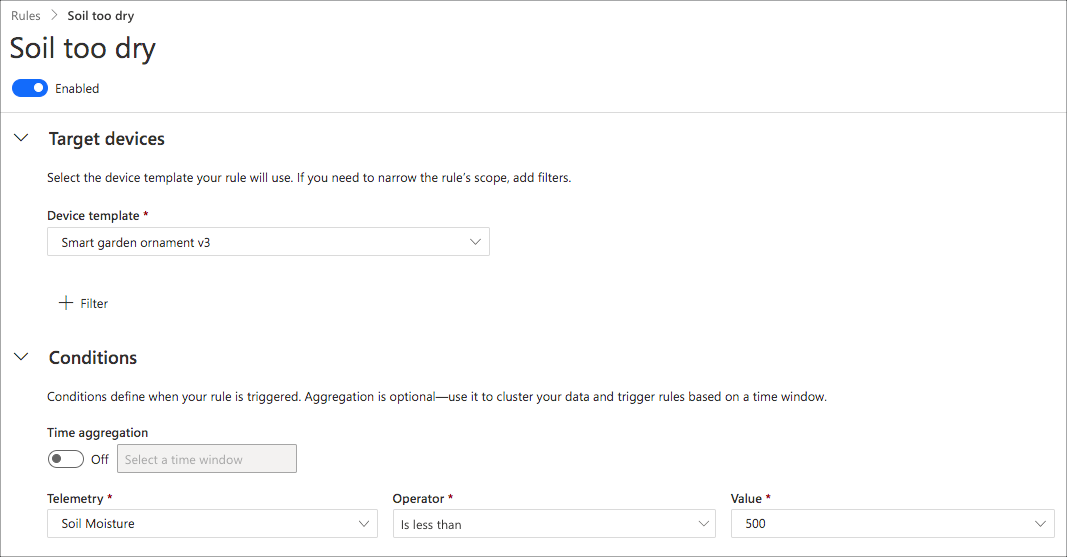 Rules > Soil too dry
Soil too dry
Enabled
Target devices
Select the device template your rule will use. If you need to narrow the rule's scope, add filters.
Device template *
Smart garden ornament v3
+ Filter
Conditions
Conditions define when your rule is triggered. Aggregation is optional—use it to cluster your data and trigger rules based on a time window.
Time aggregation
Off Select a time window
Telemetry * Operator * Value *
Soil Moisture Is less than 500